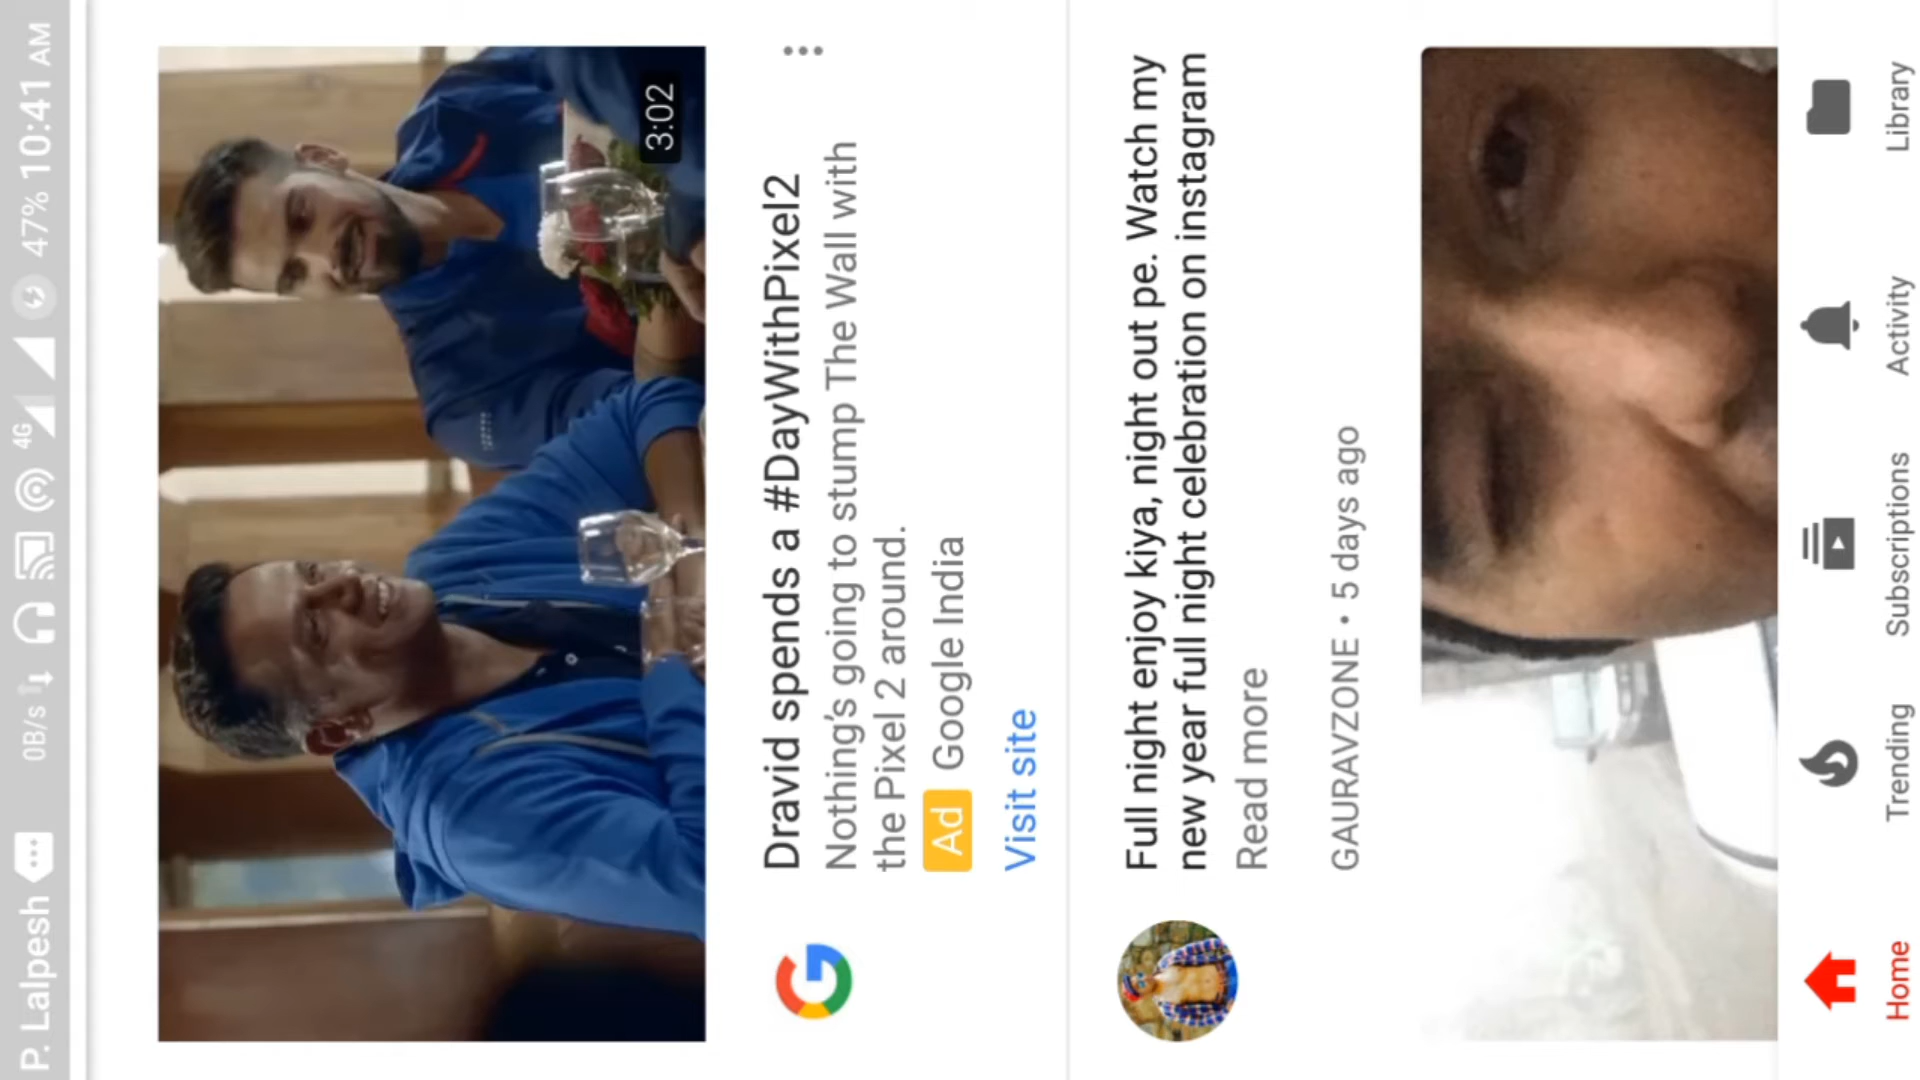 P. Lalpesh 0B/s 4G 47% 10:41 AM
3:02
Dravid spends a #DayWithPixel2
Nothing's going to stump The Wall with
the Pixel 2 around.
Ad Google India
Visit site
Full night enjoy kiya, night out pe. Watch my
new year full night celebration on instagram
Read more
GAURAVZONE • 5 days ago
Home Trending Subscriptions Activity Library